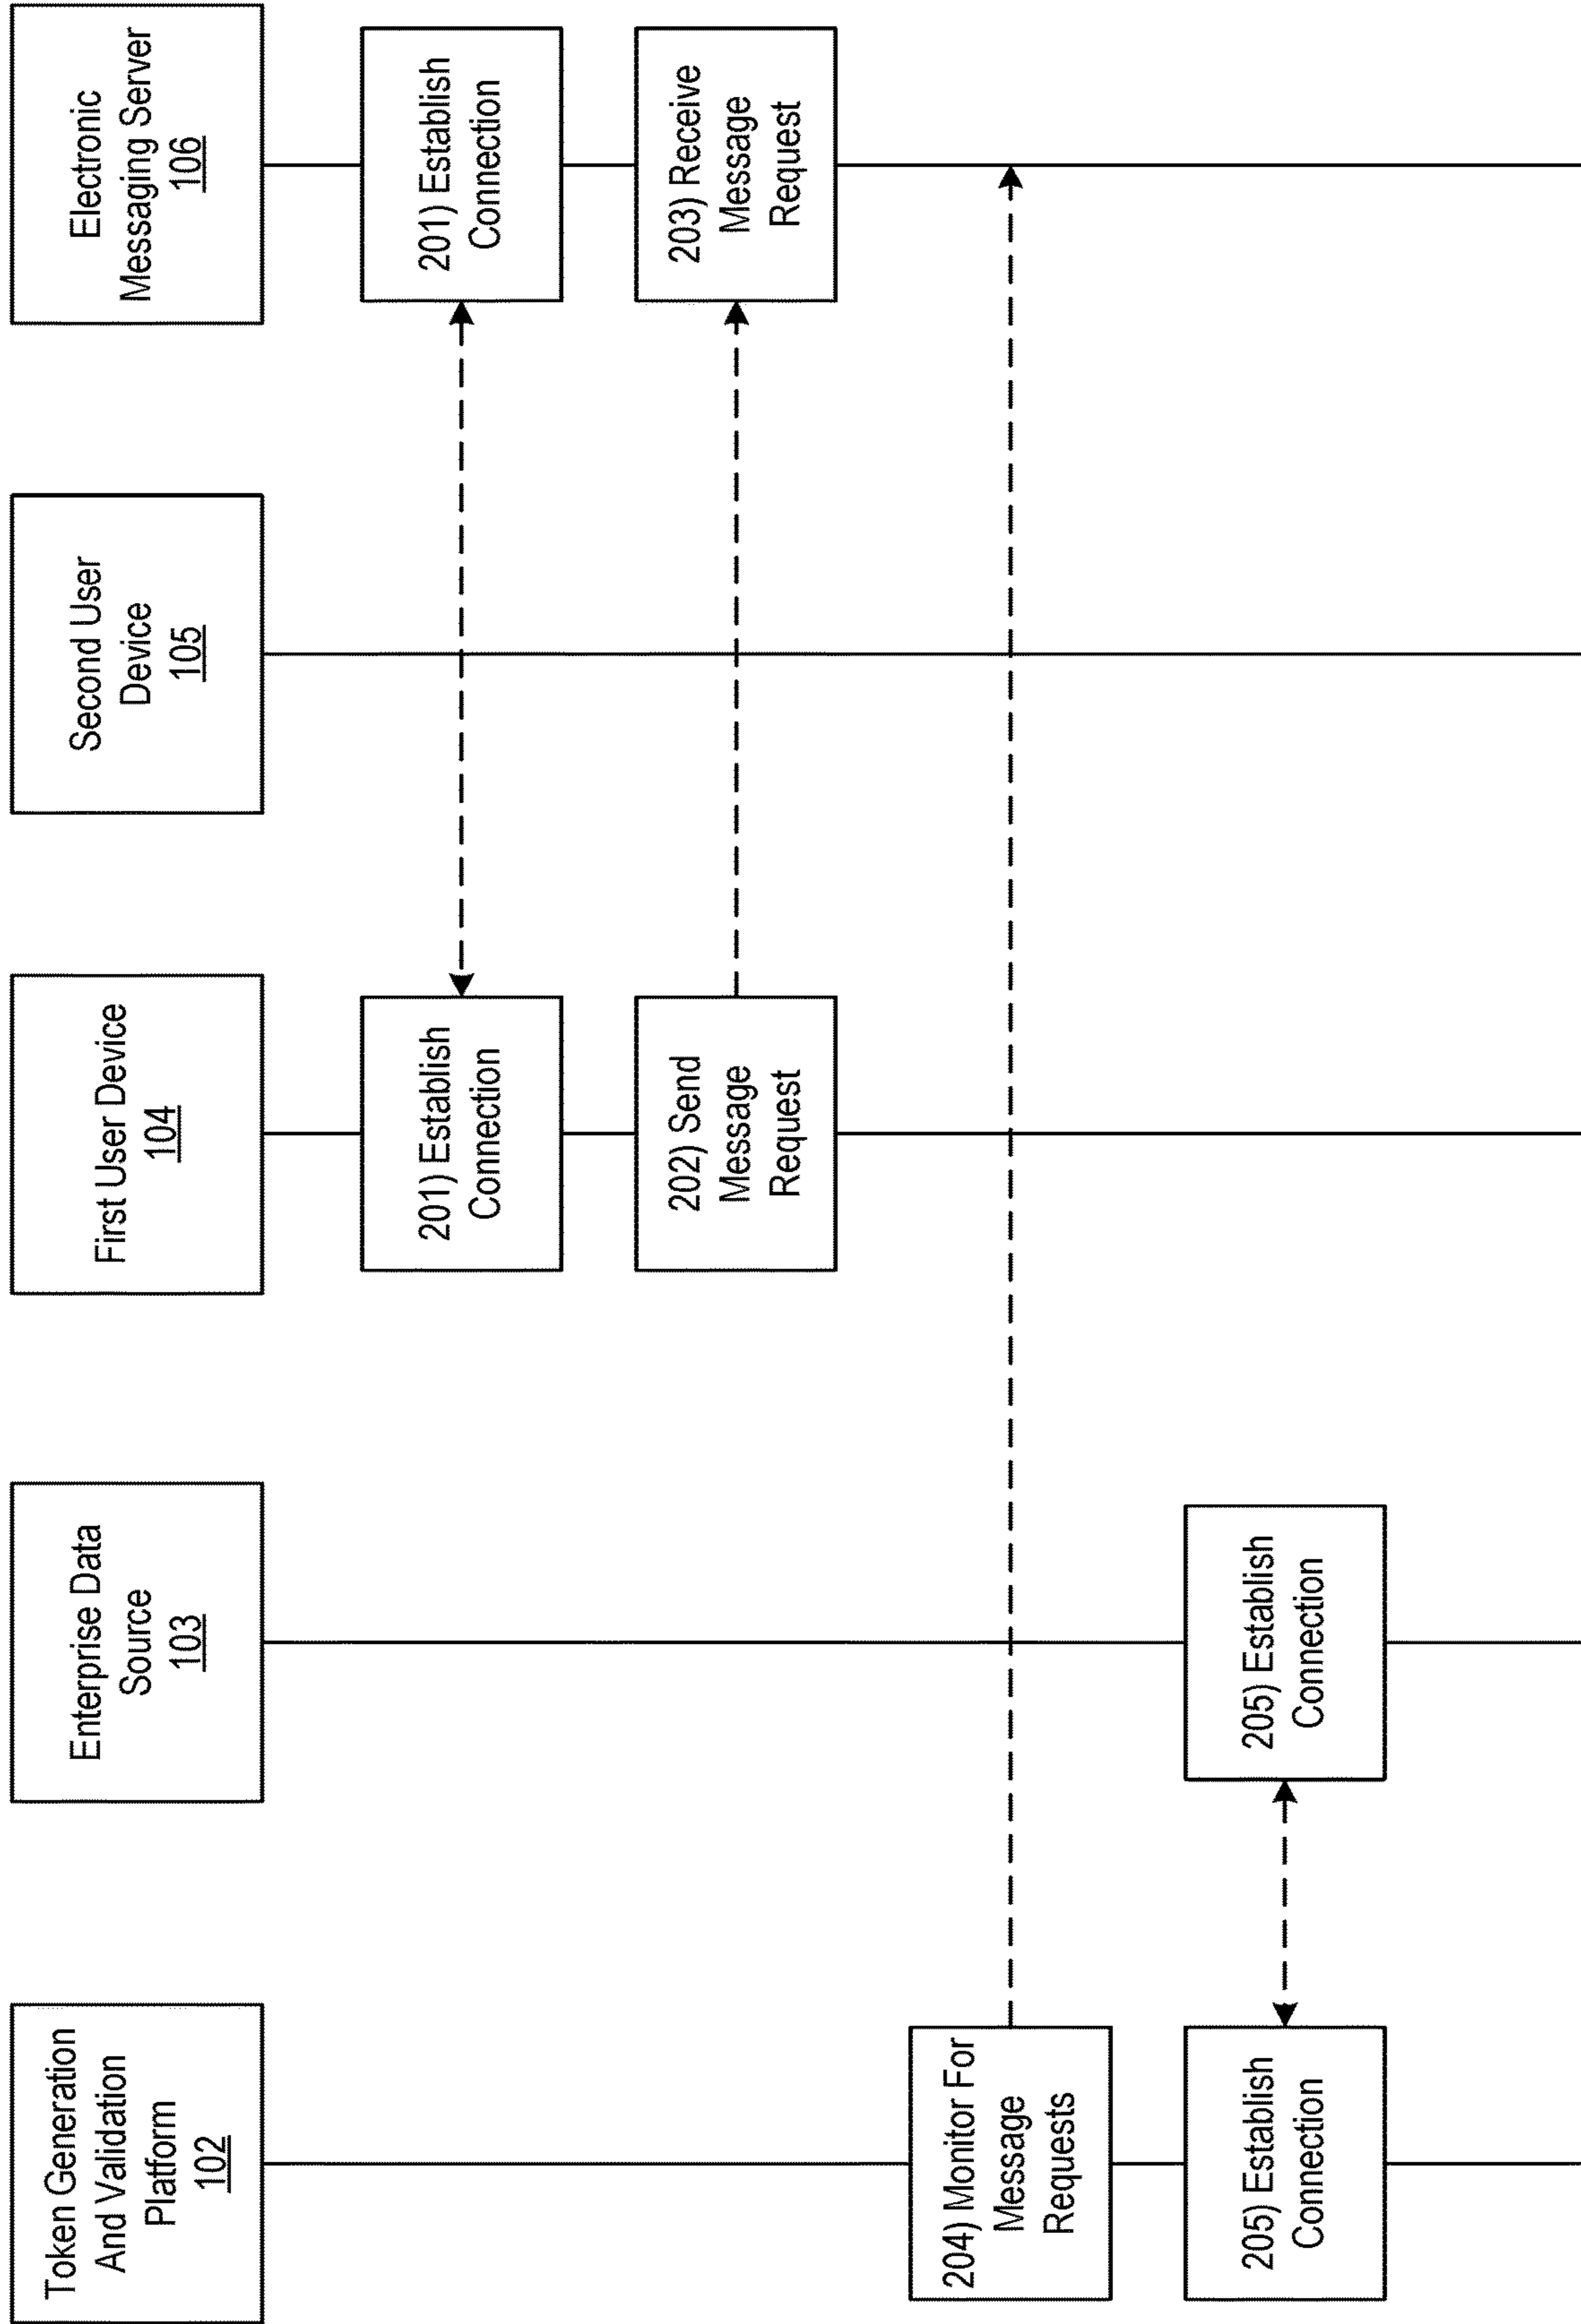 Token Generation
And Validation
Platform
102
Enterprise Data
Source
103
First User Device
104
Second User
Device
105
Electronic
Messaging Server
106
201) Establish
Connection
201) Establish
Connection
202) Send
Message
Request
203) Receive
Message
Request
204) Monitor For
Message
Requests
205) Establish
Connection
205) Establish
Connection